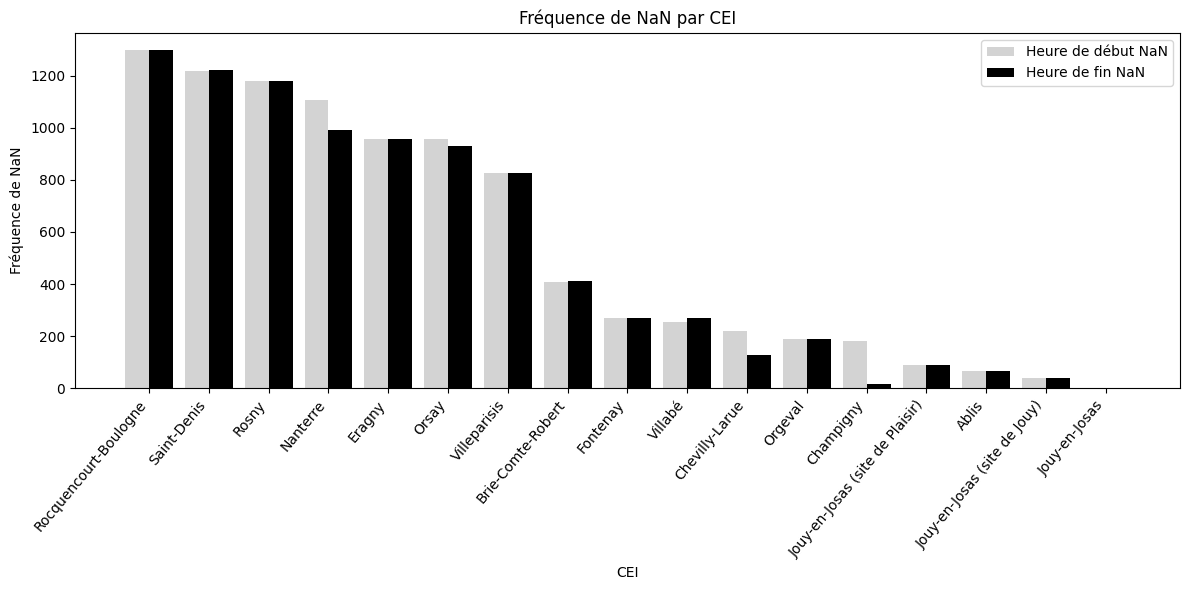 Fréquence de NaN par CEI
Heure de début NaN
Heure de fin NaN
Fréquence de NaN
1200
1000
800
600
400
200
0
Rocquencourt-Boulogne
Saint-Denis
Rosny
Nanterre
Eragny
Orsay
Villeparisis
Brie-Comte-Robert
Fontenay
Villabé
Chevilly-Larue
Orgeval
Champigny
Jouy-en-Josas (site de Plaisir)
Ablis
Jouy-en-Josas (site de Jouy)
Jouy-en-Josas
CEI